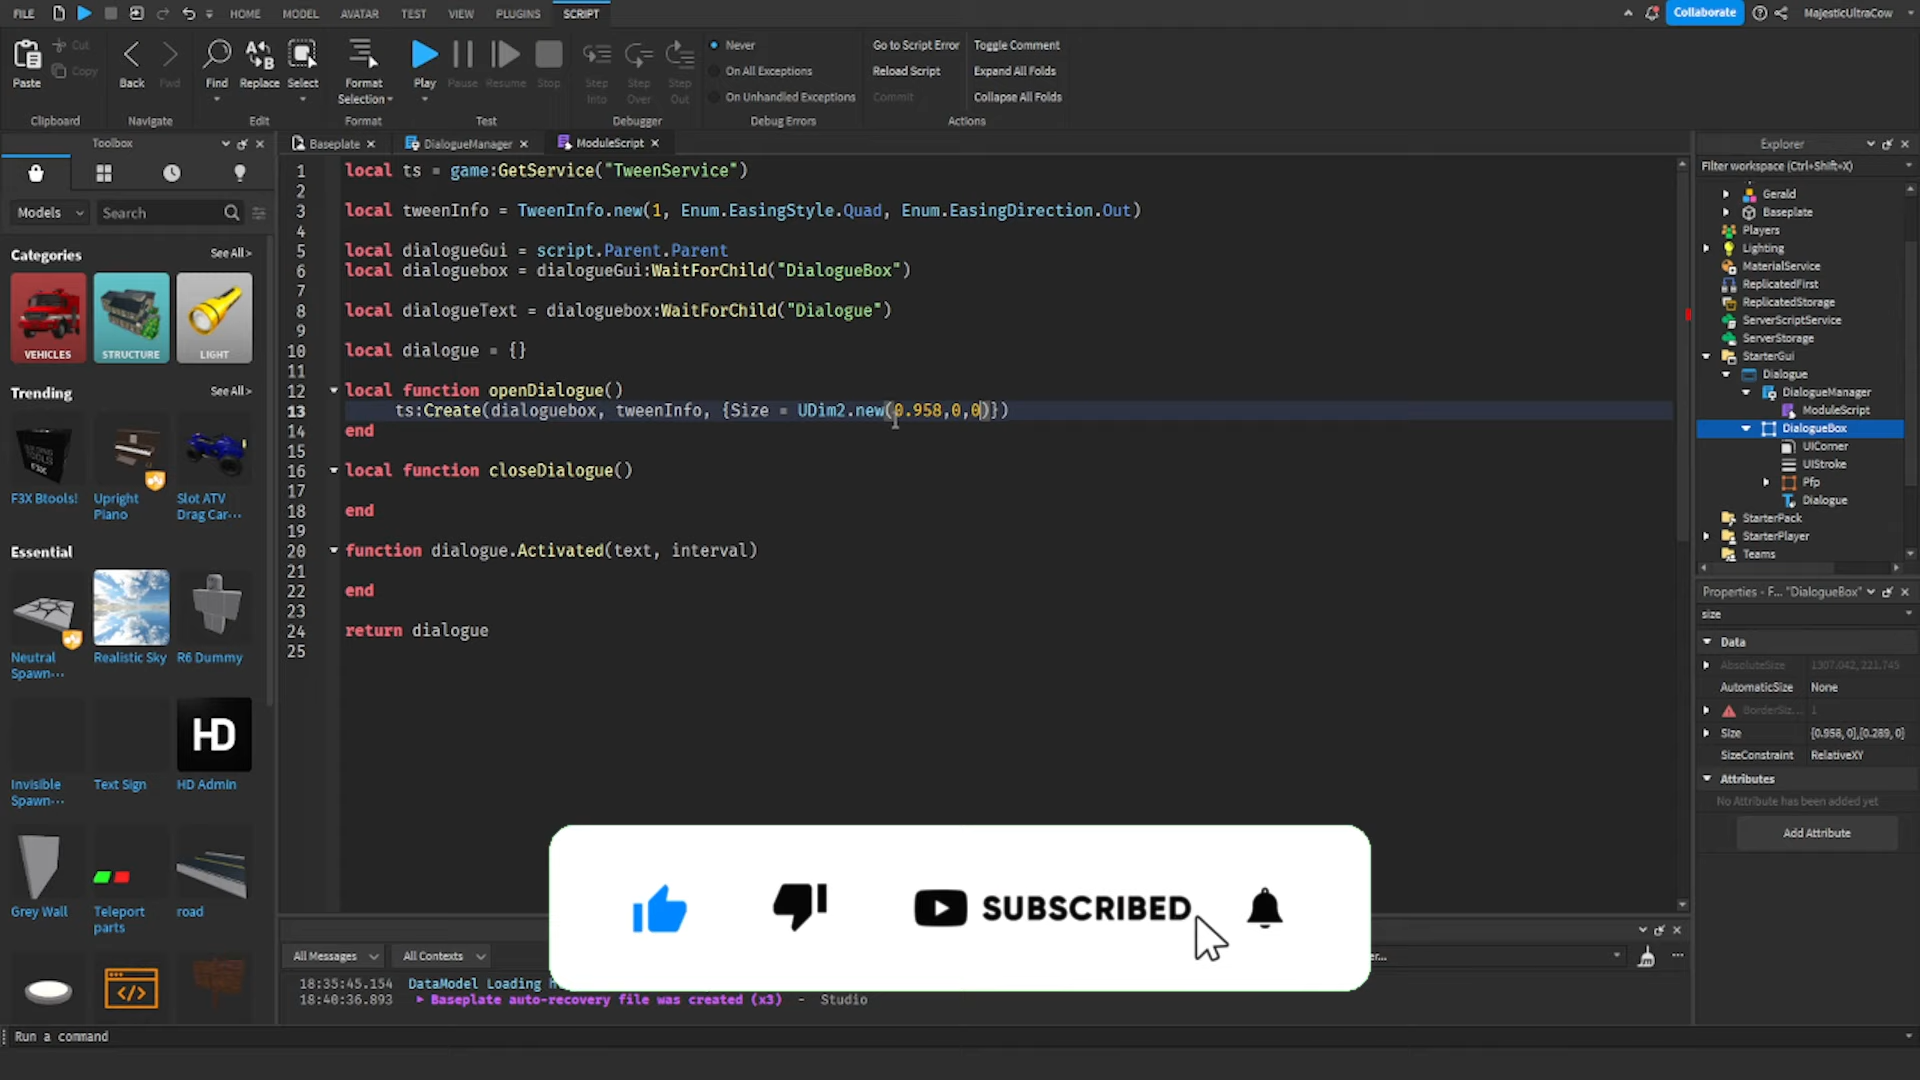 FILE HOME MODEL AVATAR TEST VIEW PLUGINS SCRIPT Collaborate MajesticUltraCow
Paste Cut Copy Back Fwd Find Replace Select Format Selection Play Pause Resume Stop Step Into Step Over Step Out
Never
On All Exceptions
On Unhandled Exceptions
Go to Script Error Toggle Comment
Reload Script Expand All Folds
Commit Collapse All Folds
Clipboard Navigate Edit Format Test Debugger Debug Errors Actions
Toolbox
Models Search
Categories See All>
VEHICLES STRUCTURE LIGHT
Trending See All>
F3X Btools! Upright Piano Slot ATV Drag Car...
Essential See All>
Neutral Spawn... Realistic Sky R6 Dummy
HD
Invisible Spawn... Text Sign HD Admin
Grey Wall Teleport parts road
Baseplate DialogueManager ModuleScript
1 local ts = game:GetService("TweenService")
2
3 local tweenInfo = TweenInfo.new(1, Enum.EasingStyle.Quad, Enum.EasingDirection.Out)
4
5 local dialogueGui = script.Parent.Parent
6 local dialoguebox = dialogueGui:WaitForChild("DialogueBox")
7
8 local dialogueText = dialoguebox:WaitForChild("Dialogue")
9
10 local dialogue = {}
11
12 local function openDialogue()
13 ts:Create(dialoguebox, tweenInfo, {Size = UDim2.new(0.958,0,0)})
14 end
15
16 local function closeDialogue()
17
18 end
19
20 function dialogue.Activated(text, interval)
21
22 end
23
24 return dialogue
25
SUBSCRIBED
All Messages All Contexts er...
18:35:45.154 DataModel Loading
18:40:36.893 Baseplate auto-recovery file was created (x3) - Studio
Run a command
Explorer
Filter workspace (Ctrl+Shift+X)
Gerald
Baseplate
Players
Lighting
MaterialService
ReplicatedFirst
ReplicatedStorage
ServerScriptService
ServerStorage
StarterGui
Dialogue
DialogueManager
ModuleScript
DialogueBox
UICorner
UIStroke
Pfp
Dialogue
StarterPack
StarterPlayer
Teams
Properties - F... "DialogueBox"
size
Data
AbsoluteSize 1307.042, 221.745
AutomaticSize None
BorderSiz... 1
Size {0.958, 0},{0.289, 0}
SizeConstraint RelativeXY
Attributes
No Attribute has been added yet
Add Attribute